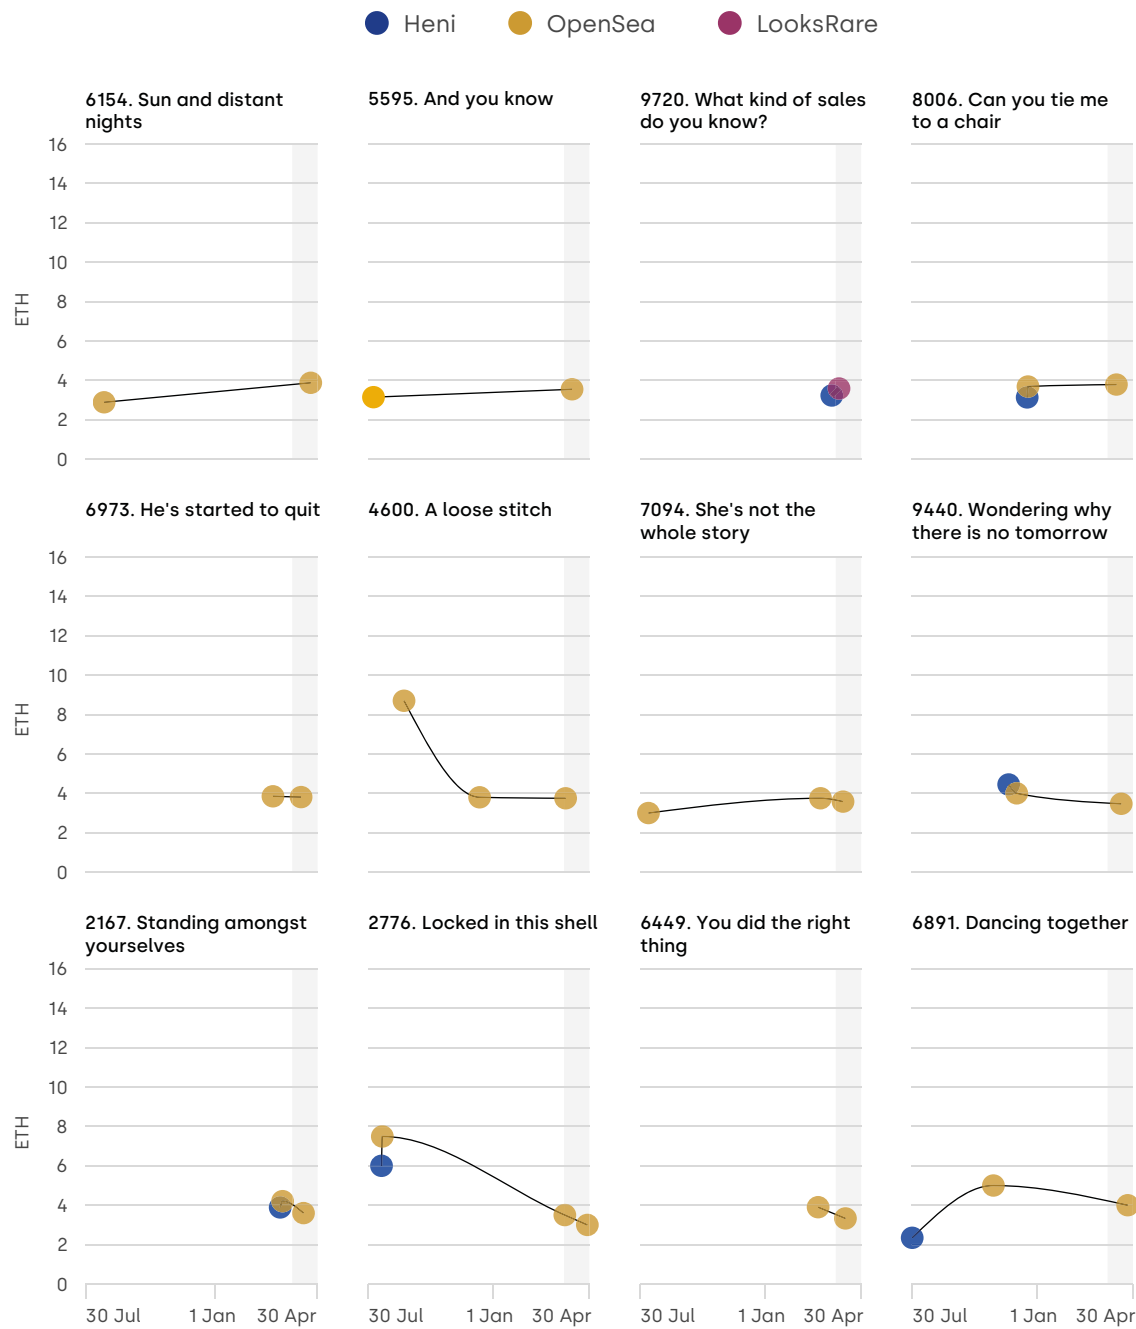 Heni OpenSea LooksRare
6154. Sun and distant
nights
5595. And you know
9720. What kind of sales
do you know?
8006. Can you tie me
to a chair
16
14
12
10
8
6
4
2
0
ETH
6973. He's started to quit
4600. A loose stitch
7094. She's not the
whole story
9440. Wondering why
there is no tomorrow
16
14
12
10
8
6
4
2
0
ETH
2167. Standing amongst
yourselves
2776. Locked in this shell
6449. You did the right
thing
6891. Dancing together
16
14
12
10
8
6
4
2
0
ETH
30 Jul 1 Jan 30 Apr
30 Jul 1 Jan 30 Apr
30 Jul 1 Jan 30 Apr
30 Jul 1 Jan 30 Apr